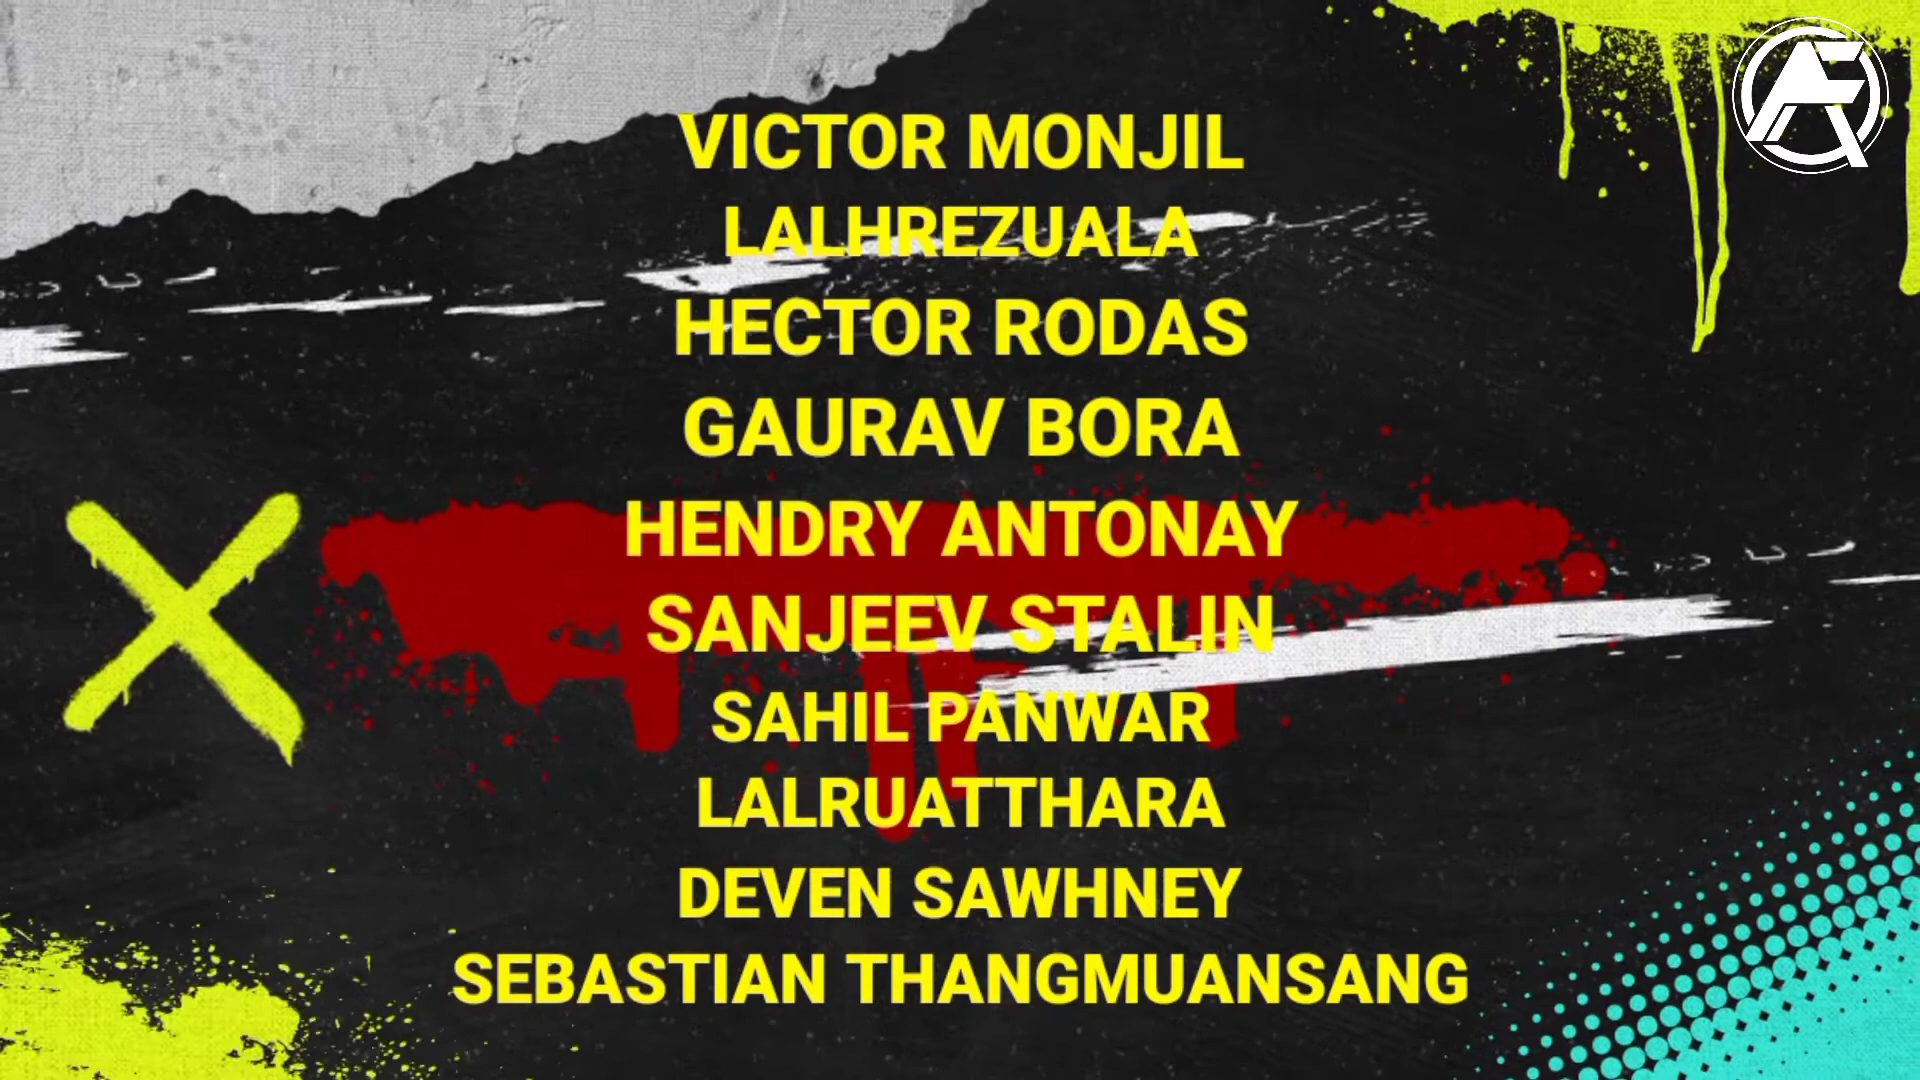 VICTOR MONJIL
LALHREZUALA
HECTOR RODAS
GAURAV BORA
HENDRY ANTONAY
SANJEEV STALIN
SAHIL PANWAR
LALRUATTHARA
DEVEN SAWHNEY
SEBASTIAN THANGMUANSANG